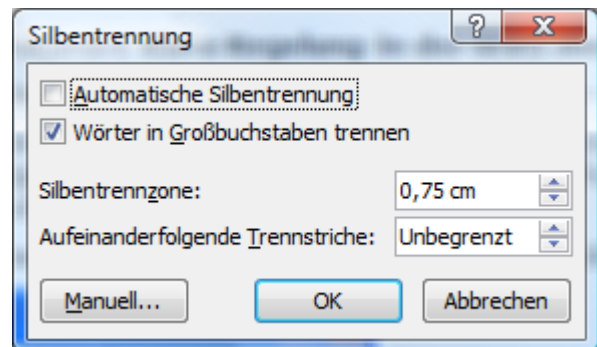 Silbentrennung
Automatische Silbentrennung
Wörter in Großbuchstaben trennen
Silbentrennzone: 0,75 cm
Aufeinanderfolgende Trennstriche: Unbegrenzt
Manuell... OK Abbrechen